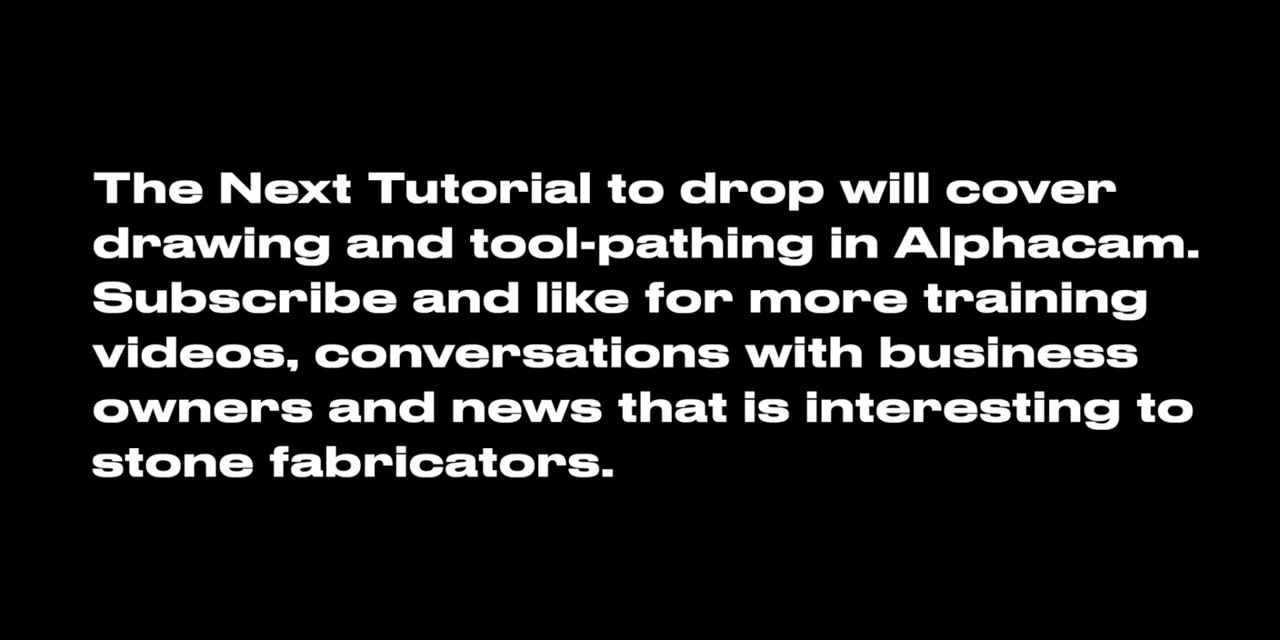 The Next Tutorial to drop will cover
drawing and tool-pathing in Alphacam.
Subscribe and like for more training
videos, conversations with business
owners and news that is interesting to
stone fabricators.